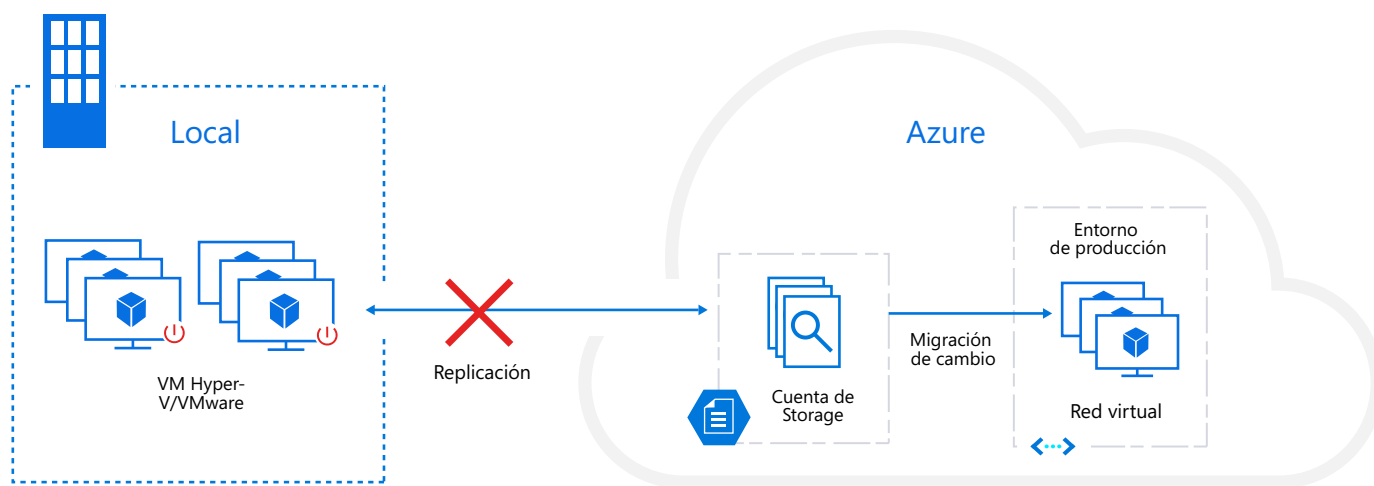 Local
Azure
Entorno
de producción
Migración
de cambio
Replicación
VM Hyper-
V/VMware
Cuenta de
Storage
Red virtual